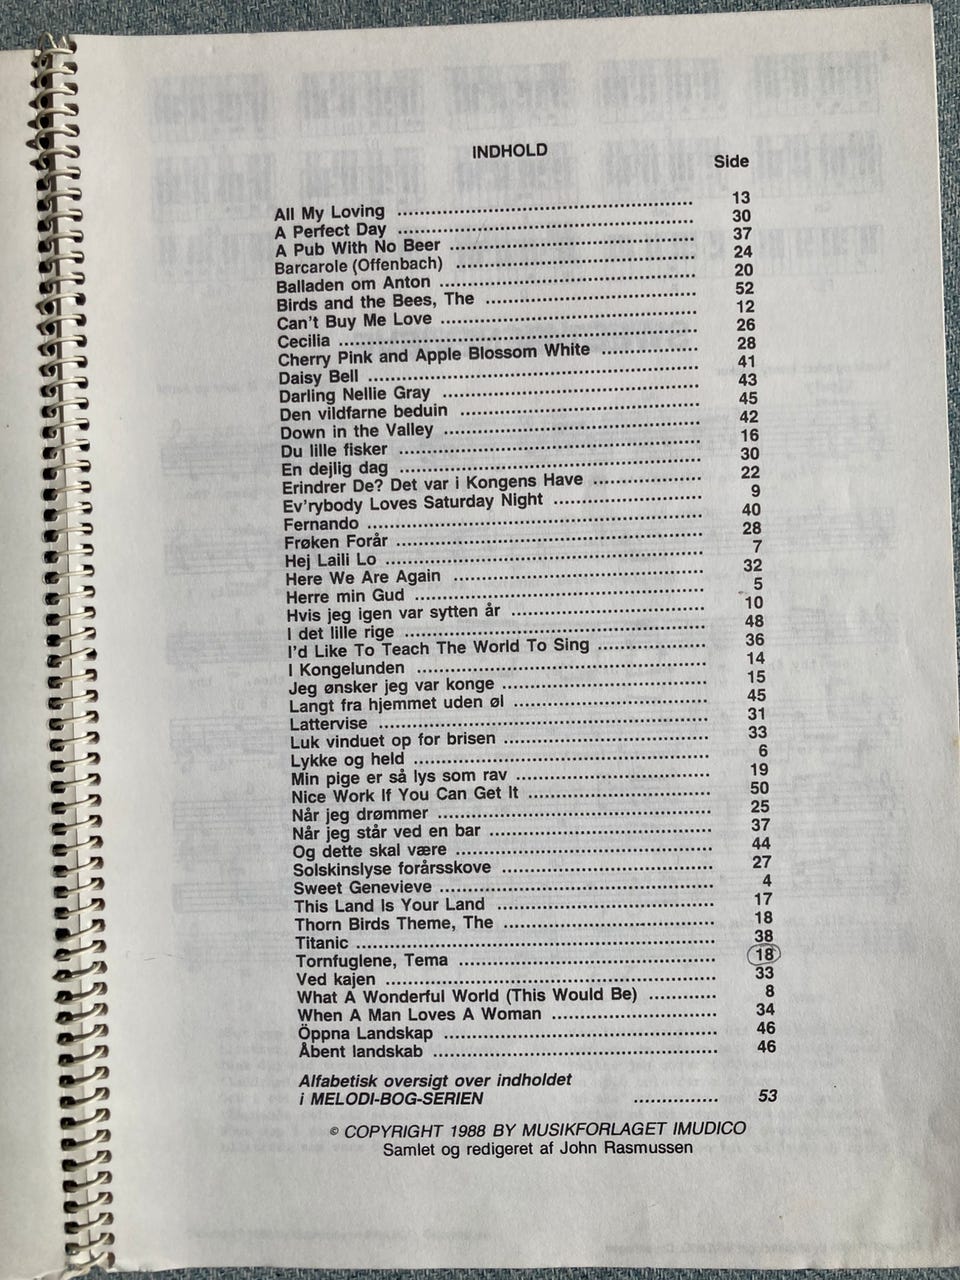 INDHOLD
Side
All My Loving ........................ 13
A Perfect Day ........................ 30
A Pub With No Beer ........................ 37
Barcarole (Offenbach) ........................ 24
Balladen om Anton ........................ 20
Birds and the Bees, The ........................ 52
Can't Buy Me Love ........................ 12
Cecilia ........................ 26
Cherry Pink and Apple Blossom White ........................ 28
Daisy Bell ........................ 41
Darling Nellie Gray ........................ 43
Den vildfarne beduin ........................ 45
Down in the Valley ........................ 42
Du lille fisker ........................ 16
En dejlig dag ........................ 30
Erindrer De? Det var i Kongens Have ........................ 22
Ev'rybody Loves Saturday Night ........................ 9
Fernando ........................ 40
Frøken Forår ........................ 28
Hej Laili Lo ........................ 7
Here We Are Again ........................ 32
Herre min Gud ........................ 5
Hvis jeg igen var sytten år ........................ 10
I det lille rige ........................ 48
I'd Like To Teach The World To Sing ........................ 36
I Kongelunden ........................ 14
Jeg ønsker jeg var konge ........................ 15
Langt fra hjemmet uden øl ........................ 45
Lattervise ........................ 31
Luk vinduet op for brisen ........................ 33
Lykke og held ........................ 6
Min pige er så lys som rav ........................ 19
Nice Work If You Can Get It ........................ 50
Når jeg drømmer ........................ 25
Når jeg står ved en bar ........................ 37
Og dette skal være ........................ 44
Solskinslyse forårsskove ........................ 27
Sweet Genevieve ........................ 4
This Land Is Your Land ........................ 17
Thorn Birds Theme, The ........................ 18
Titanic ........................ 38
Tornfuglene, Tema ........................ 18
Ved kajen ........................ 33
What A Wonderful World (This Would Be) ............ 8
When A Man Loves A Woman ........................ 34
Öppna Landskap ........................ 46
Åbent landskab ........................ 46
Alfabetisk oversigt over indholdet
i MELODI-BOG-SERIEN ............... 53
© COPYRIGHT 1988 BY MUSIKFORLAGET IMUDICO
Samlet og redigeret af John Rasmussen